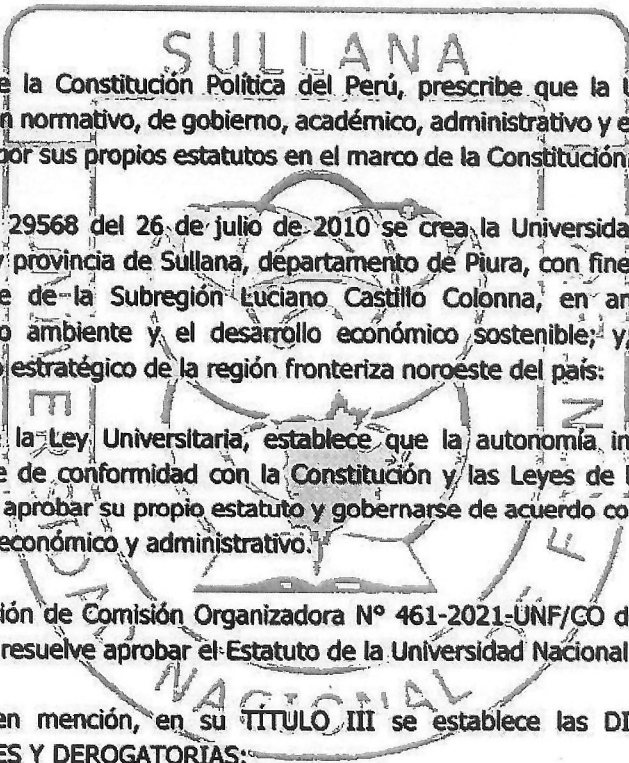 SULLANA
e la Constitución Política del Perú, prescribe que la
n normativo, de gobierno, académico, administrativo y e
por sus propios estatutos en el marco de la Constitución
29568 del 26 de julio de 2010 se crea la Universida
y provincia de Sullana, departamento de Piura, con fine
e de la Subregión Luciano Castillo Colonna, en ar
o ambiente y el desarrollo económico sostenible; y,
o estratégico de la región fronteriza noroeste del país:
e la Ley Universitaria, establece que la autonomía in
e de conformidad con la Constitución y las Leyes de la
aprobar su propio estatuto y gobernarse de acuerdo co
económico y administrativo.
ión de Comisión Organizadora Nº 461-2021-UNF/CO d
resuelve aprobar el Estatuto de la Universidad Nacional
NACIONAL
en mención, en su TÍTULO III se establece las DI
ES Y DEROGATORIAS: